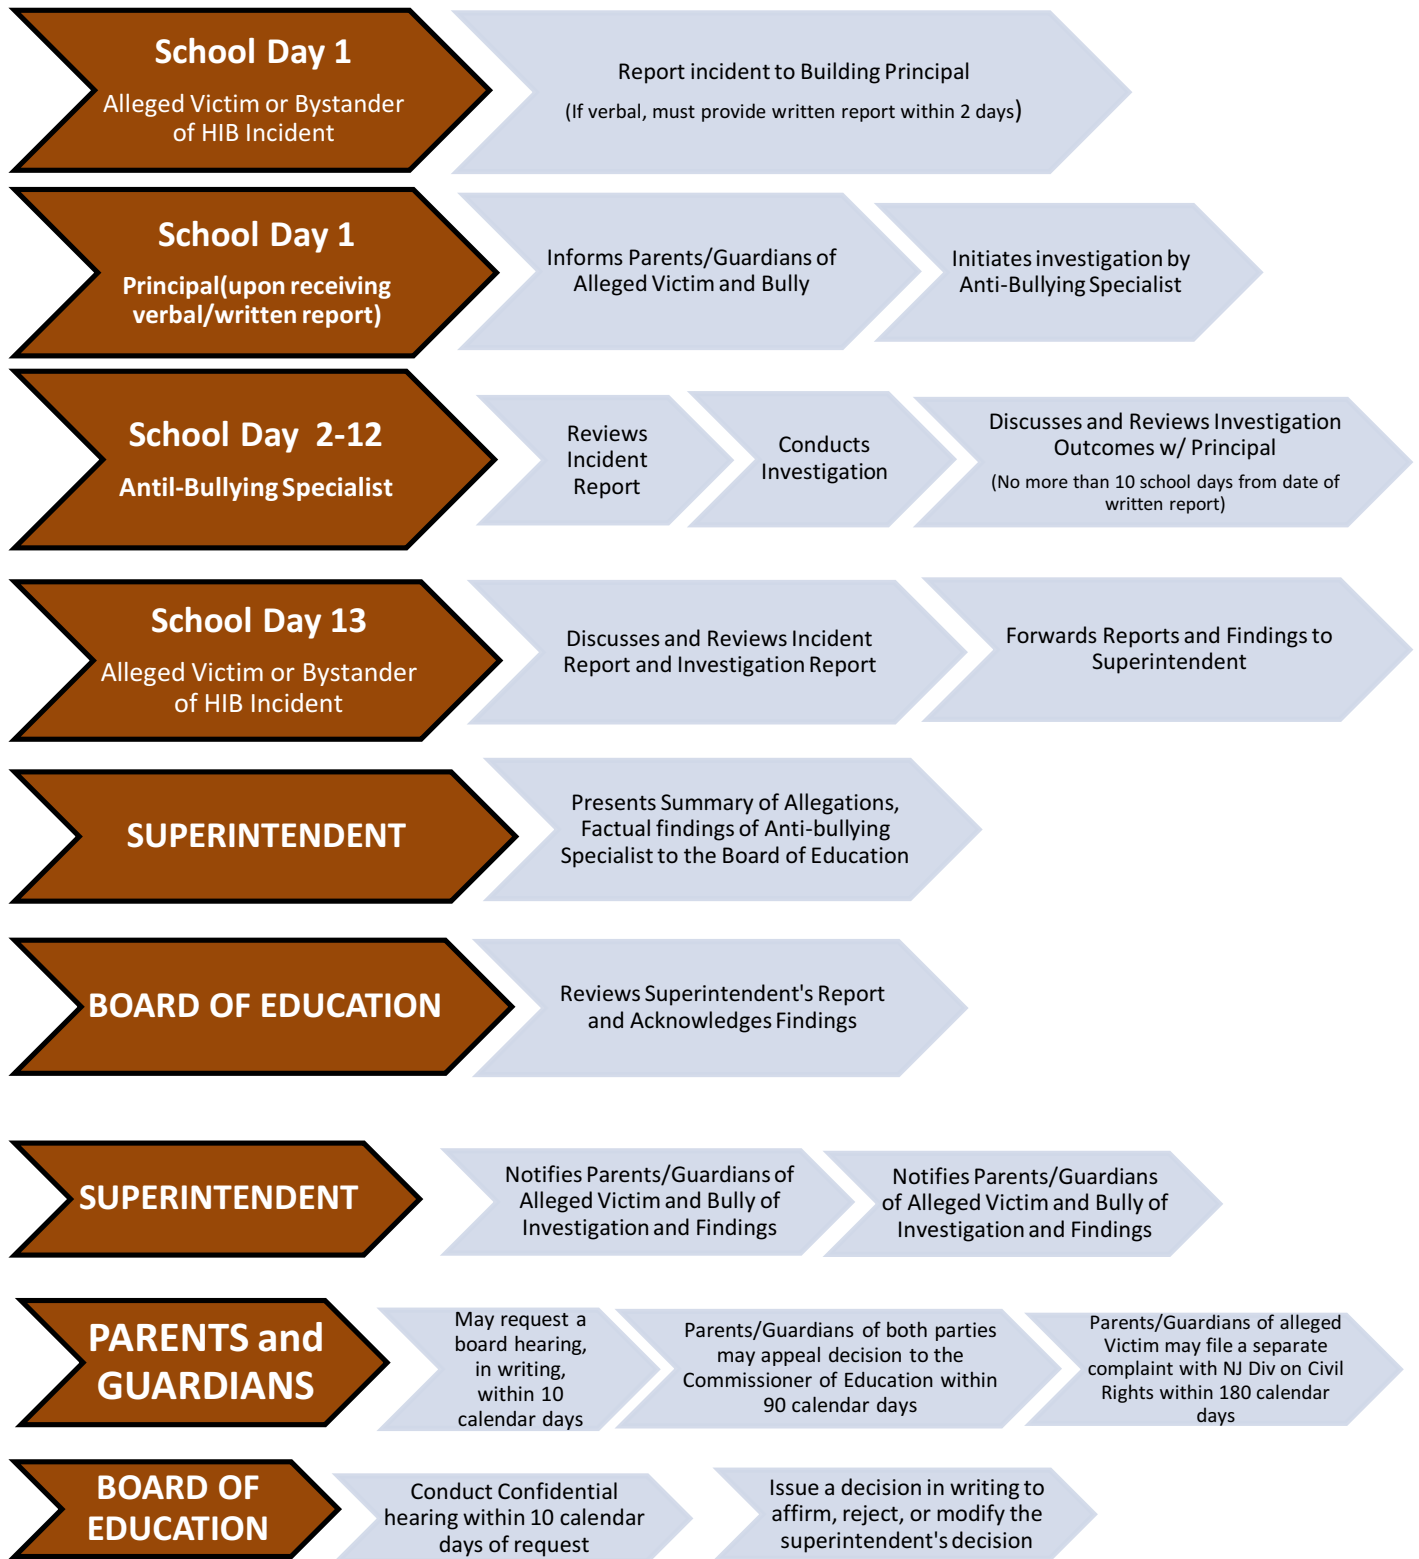 School Day 1
Alleged Victim or Bystander
of HIB Incident
Report incident to Building Principal
(If verbal, must provide written report within 2 days)
School Day 1
Principal(upon receiving
verbal/written report)
Informs Parents/Guardians of
Alleged Victim and Bully
Initiates investigation by
Anti-Bullying Specialist
School Day 2-12
Antil-Bullying Specialist
Reviews
Incident
Report
Conducts
Investigation
Discusses and Reviews Investigation
Outcomes w/ Principal
(No more than 10 school days from date of
written report)
School Day 13
Alleged Victim or Bystander
of HIB Incident
Discusses and Reviews Incident
Report and Investigation Report
Forwards Reports and Findings to
Superintendent
SUPERINTENDENT
Presents Summary of Allegations,
Factual findings of Anti-bullying
Specialist to the Board of Education
BOARD OF EDUCATION
Reviews Superintendent's Report
and Acknowledges Findings
SUPERINTENDENT
Notifies Parents/Guardians of
Alleged Victim and Bully of
Investigation and Findings
Notifies Parents/Guardians
of Alleged Victim and Bully of
Investigation and Findings
PARENTS and
GUARDIANS
May request a
board hearing,
in writing,
within 10
calendar days
Parents/Guardians of both parties
may appeal decision to the
Commissioner of Education within
90 calendar days
Parents/Guardians of alleged
Victim may file a separate
complaint with NJ Div on Civil
Rights within 180 calendar
days
BOARD OF
EDUCATION
Conduct Confidential
hearing within 10 calendar
days of request
Issue a decision in writing to
affirm, reject, or modify the
superintendent's decision